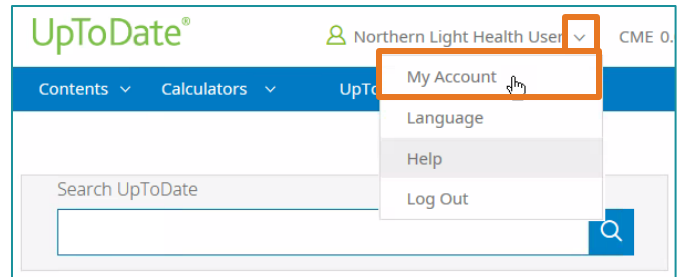 UpToDate®
Northern Light Health User
CME 0.
Contents
Calculators
UpTo
My Account
Language
Help
Log Out
Search UpToDate